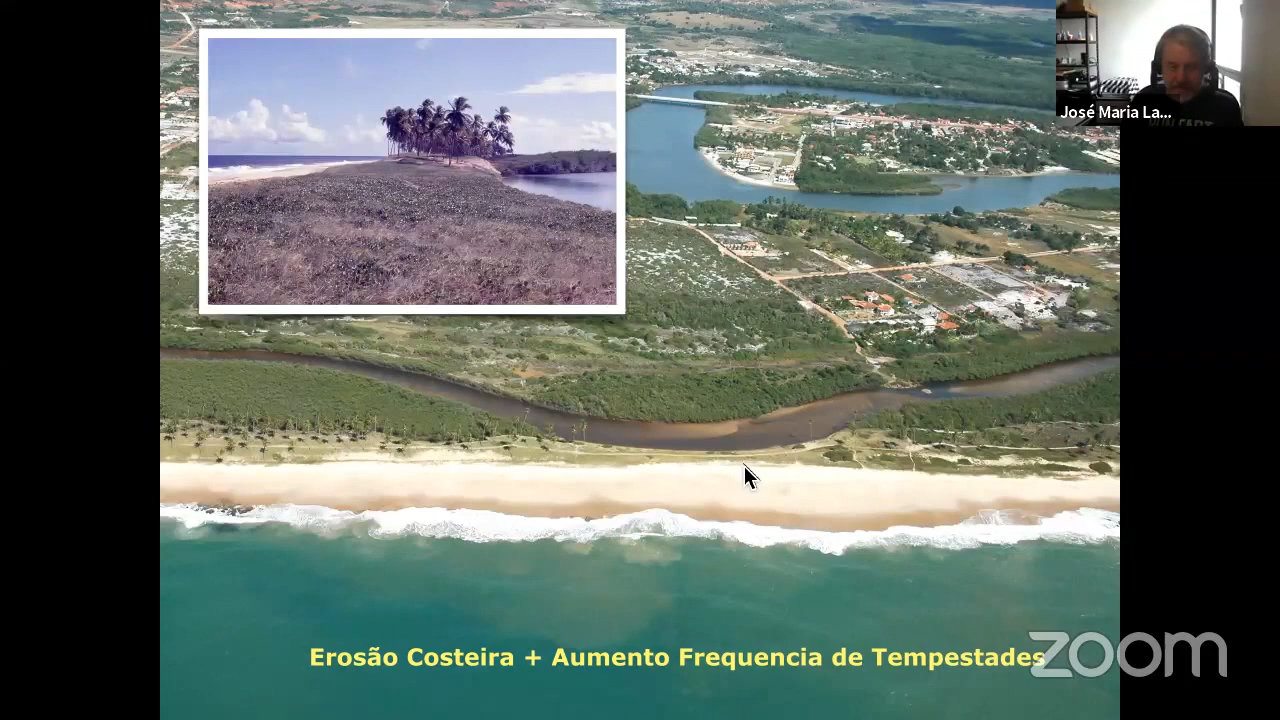 José Maria La...
Erosão Costeira + Aumento Frequencia de Tempestades
zoom